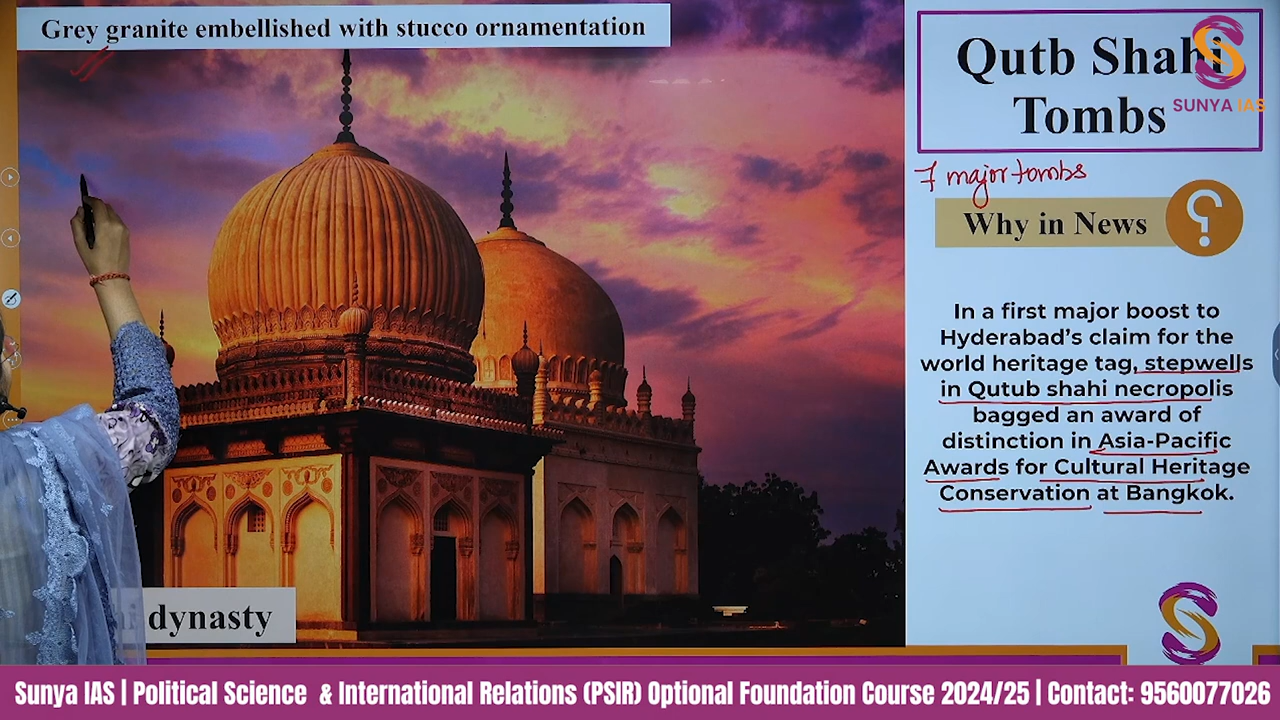 Grey granite embellished with stucco ornamentation
Qutb Shahi
Tombs
SUNYA IAS
7 major tombs
Why in News
In a first major boost to
Hyderabad's claim for the
world heritage tag, stepwells
in Qutub shahi necropolis
bagged an award of
distinction in Asia-Pacific
Awards for Cultural Heritage
Conservation at Bangkok.
dynasty
Sunya IAS | Political Science & International Relations (PSIR) Optional Foundation Course 2024/25 | Contact: 9560077026